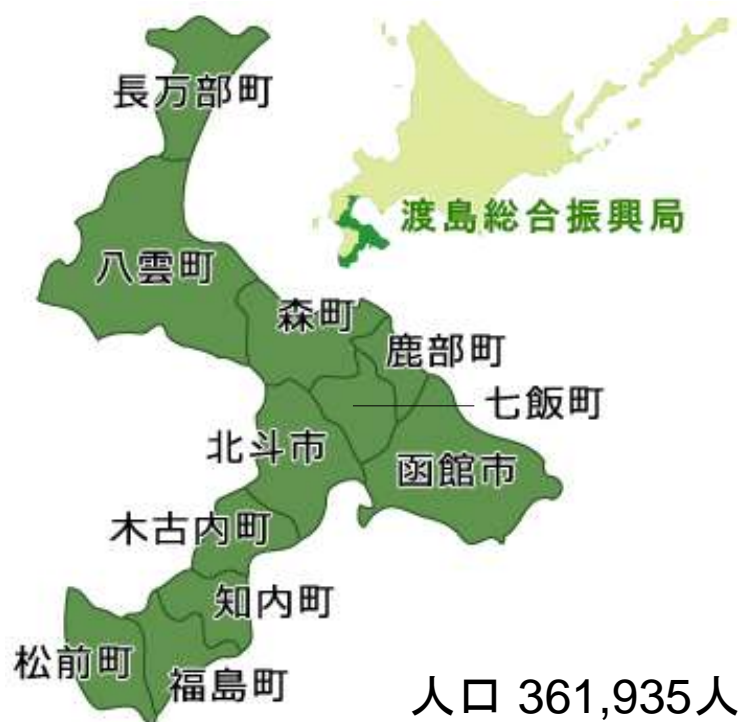 長万部町
渡島総合振興局
八雲町
森町
鹿部町
七飯町
北斗市
函館市
木古内町
知内町
松前町
福島町
人口 361,935人